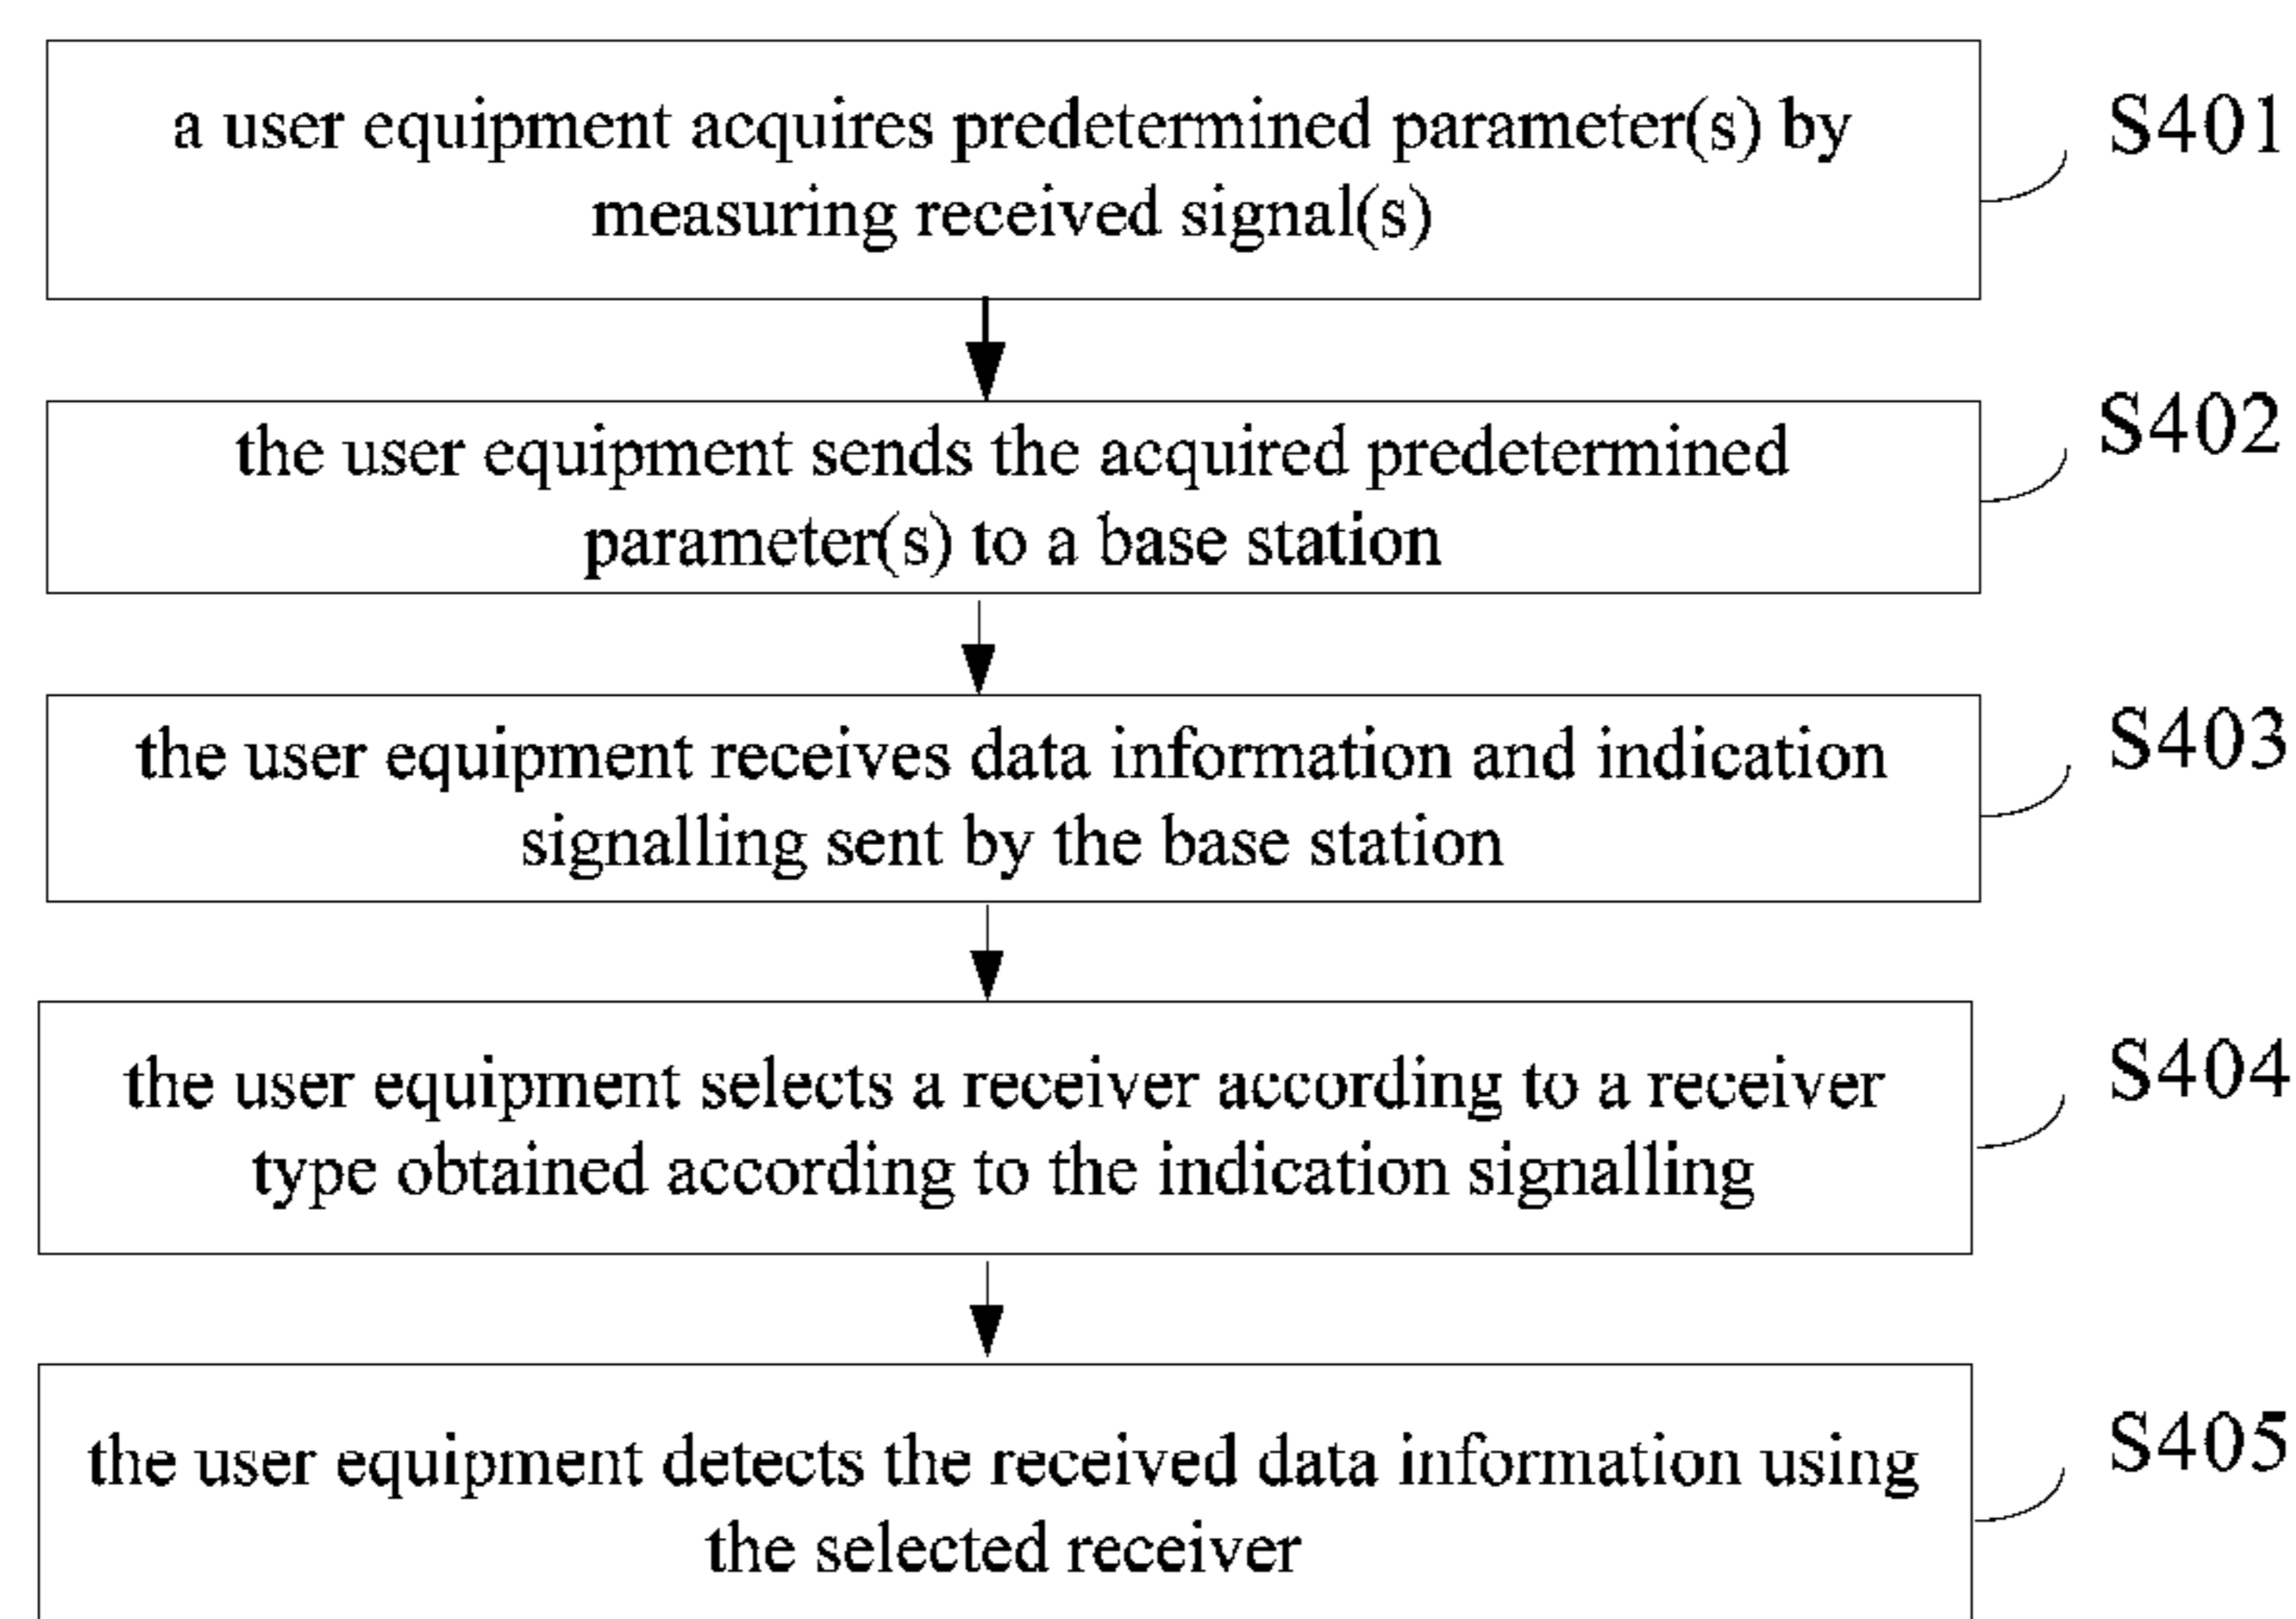 a user equipment acquires predetermined parameter(s) by
measuring received signal(s)
S401
the user equipment sends the acquired predetermined
parameter(s) to a base station
S402
the user equipment receives data information and indication
signalling sent by the base station
S403
the user equipment selects a receiver according to a receiver
type obtained according to the indication signalling
S404
the user equipment detects the received data information using
the selected receiver
S405